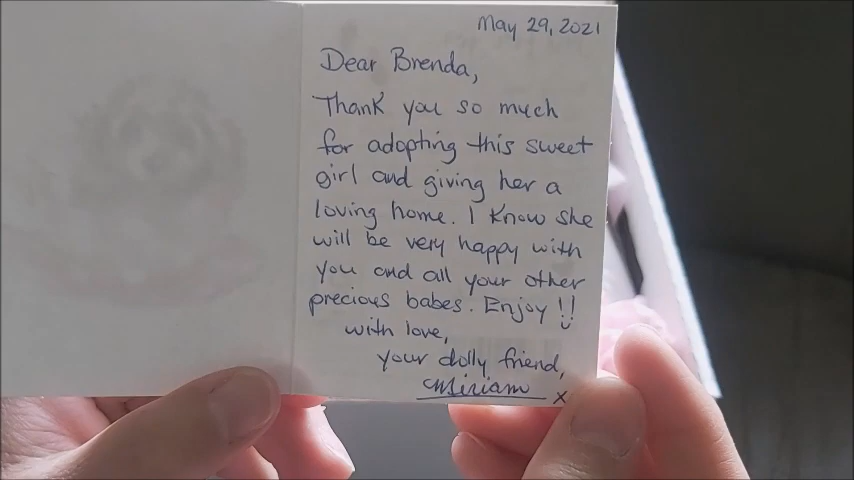 May 29, 2021
Dear Brenda,
Thank you so much
for adopting this sweet
girl and giving her a
loving home. I know she
will be very happy with
you and all your other
precious babes. Enjoy!!
with love,
your dolly friend,
Miriam
x